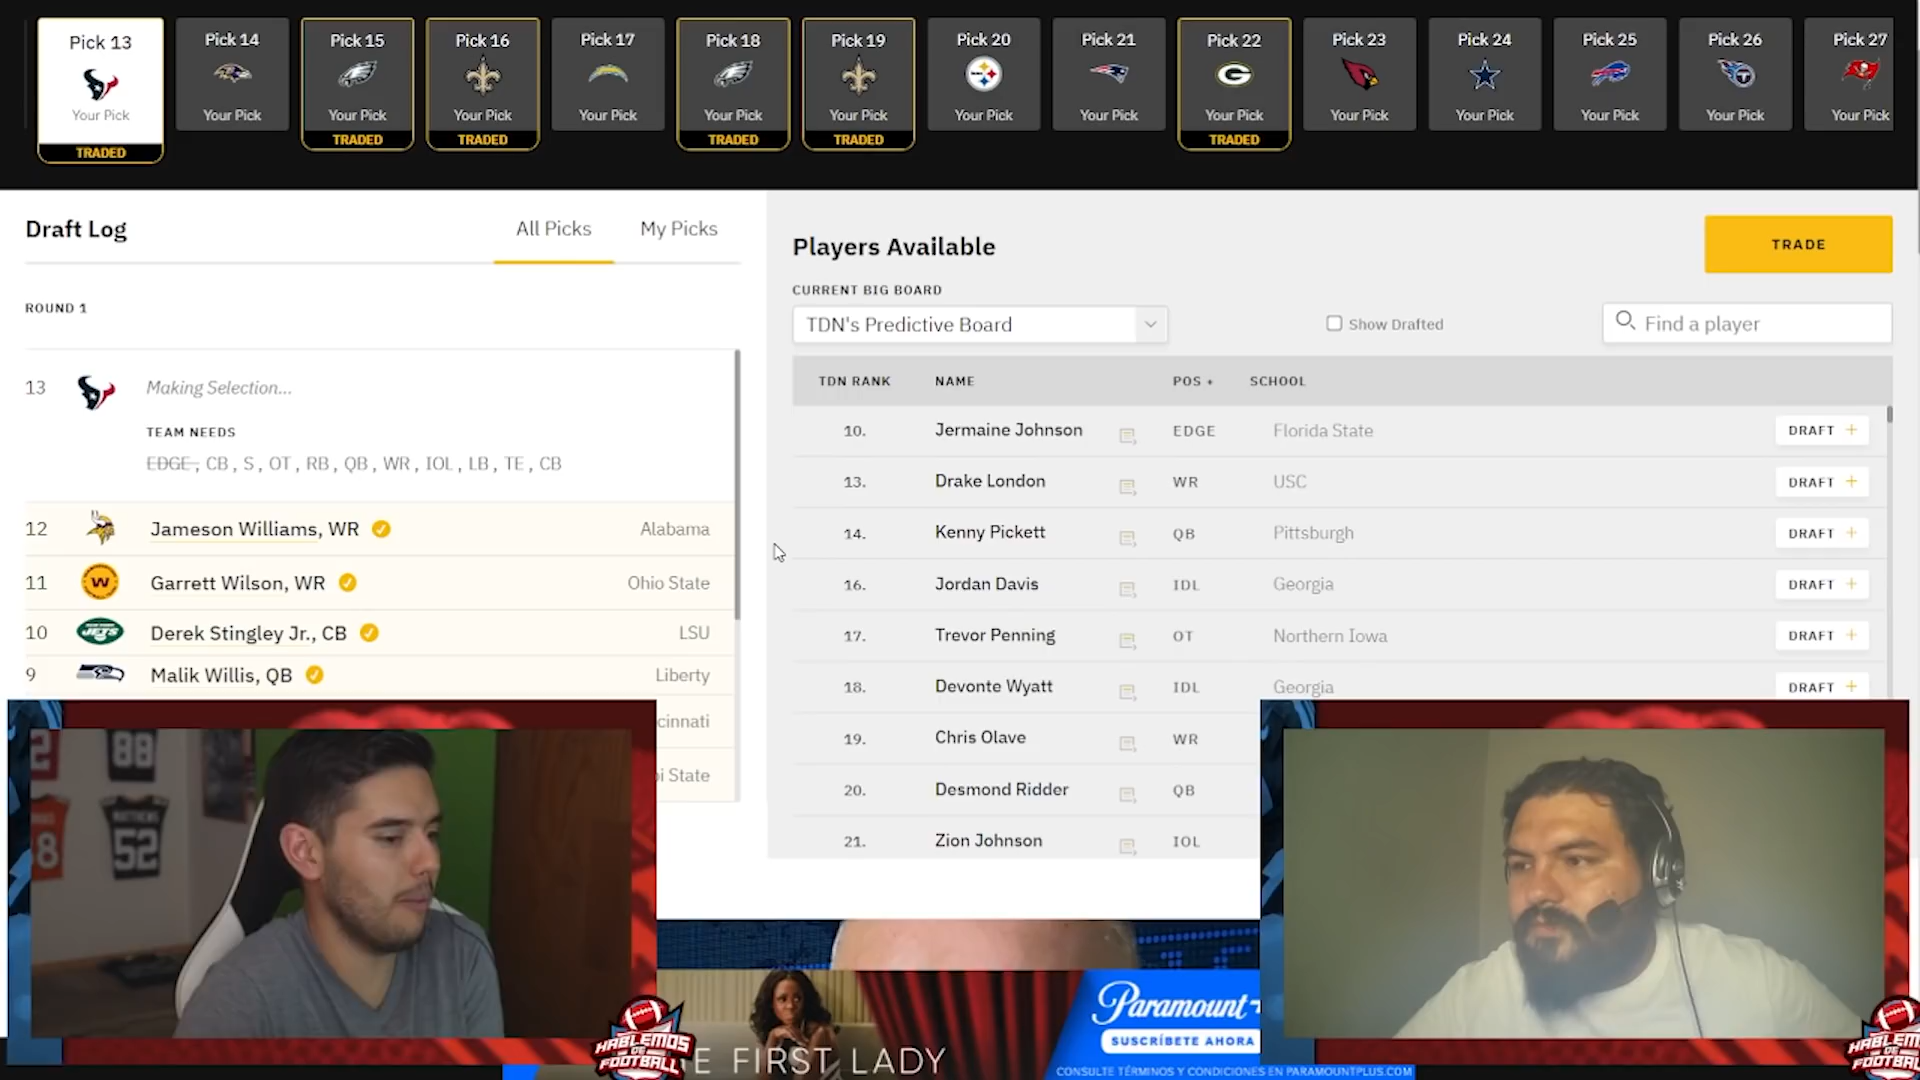 Pick 13
Your Pick
TRADED
Pick 14
Your Pick
Pick 15
Your Pick
TRADED
Pick 16
Your Pick
TRADED
Pick 17
Your Pick
Pick 18
Your Pick
TRADED
Pick 19
Your Pick
TRADED
Pick 20
Your Pick
Pick 21
Your Pick
Pick 22
Your Pick
TRADED
Pick 23
Your Pick
Pick 24
Your Pick
Pick 25
Your Pick
Pick 26
Your Pick
Pick 27
Your Pick
Draft Log
All Picks My Picks
ROUND 1
13 Making Selection...
TEAM NEEDS
EDGE, CB, S, OT, RB, QB, WR, IOL, LB, TE, CB
12 Jameson Williams, WR Alabama
11 W Garrett Wilson, WR Ohio State
10 JETS Derek Stingley Jr., CB LSU
9 Malik Willis, QB Liberty
cinnati
i State
Players Available
TRADE
CURRENT BIG BOARD
TDN's Predictive Board
Show Drafted
Find a player
TDN RANK NAME POS + SCHOOL
10. Jermaine Johnson EDGE Florida State DRAFT +
13. Drake London WR USC DRAFT +
14. Kenny Pickett QB Pittsburgh DRAFT +
16. Jordan Davis IDL Georgia DRAFT +
17. Trevor Penning OT Northern Iowa DRAFT +
18. Devonte Wyatt IDL Georgia DRAFT +
19. Chris Olave WR
20. Desmond Ridder QB
21. Zion Johnson IOL
2
88
8
MATTHEWS
52
HABLEMOS
DE
FOOTBALL
E FIRST LADY
Paramount+
SUSCRÍBETE AHORA
CONSULTE TÉRMINOS Y CONDICIONES EN PARAMOUNTPLUS.COM
HABLEM
DE
FOOTBAL